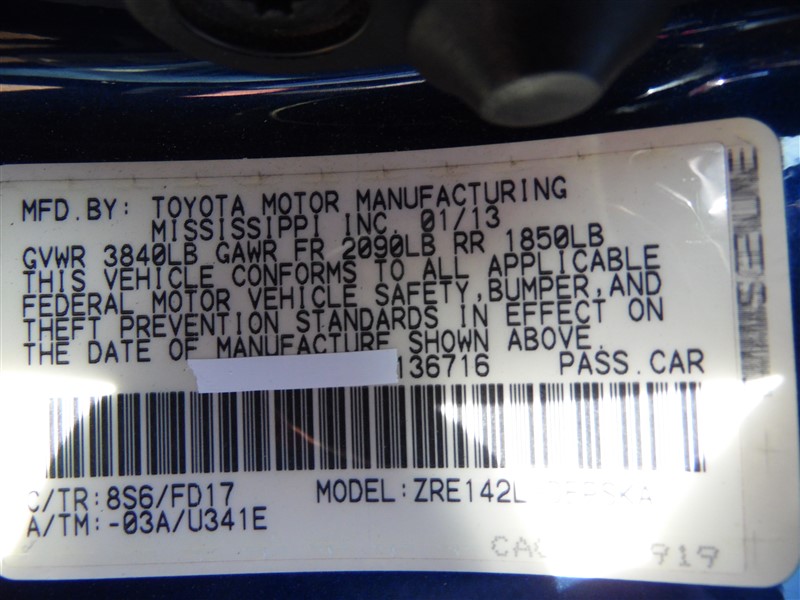 MFD.BY: TOYOTA MOTOR MANUFACTURING
MISSISSIPPI INC. 01/13
GVWR 3840LB GAWR FR 2090LB RR 1850LB
THIS VEHICLE CONFORMS TO ALL APPLICABLE
FEDERAL MOTOR VEHICLE SAFETY,BUMPER,AND
THEFT PREVENTION STANDARDS IN EFFECT ON
THE DATE OF MANUFACTURE SHOWN ABOVE.
136716 PASS.CAR
C/TR:8S6/FD17 MODEL:ZRE142L
A/TM:-03A/U341E
919